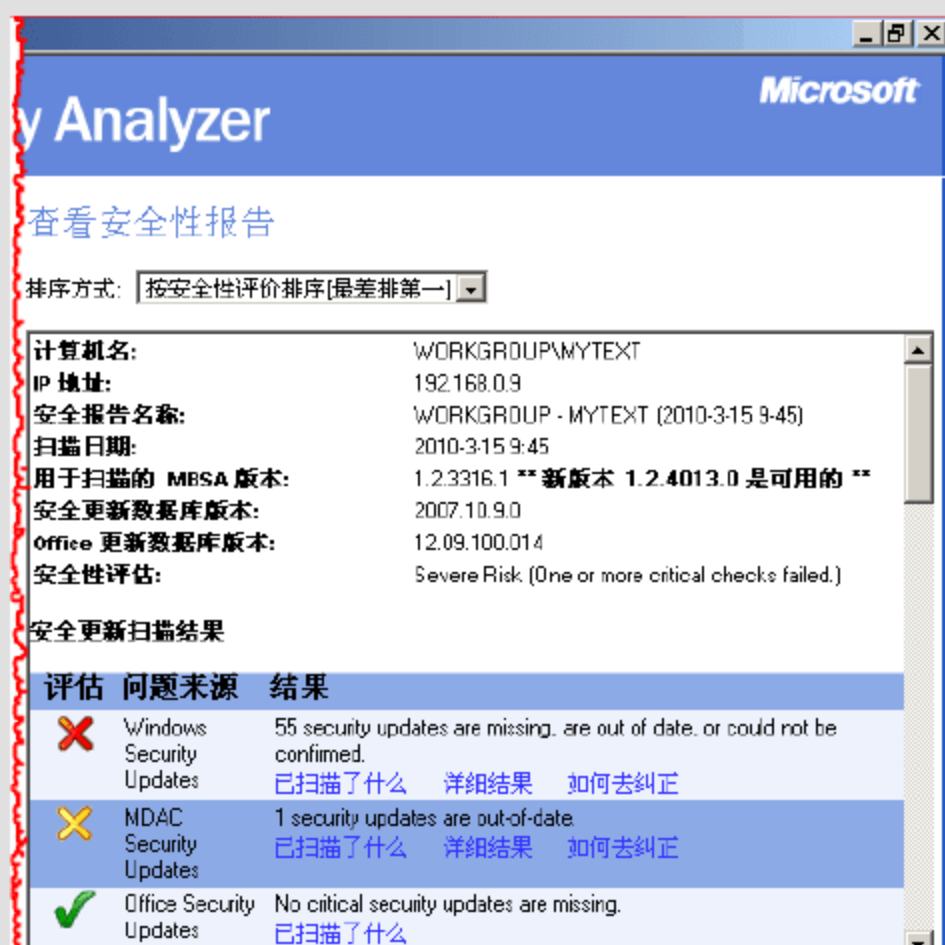 Microsoft
y Analyzer
查看安全性报告
排序方式: 按安全性评价排序[最差排第一]
计算机名: WORKGROUP\MYTEXT
IP 地址: 192.168.0.9
安全报告名称: WORKGROUP - MYTEXT (2010-3-15 9-45)
扫描日期: 2010-3-15 9:45
用于扫描的 MBSA 版本: 1.2.3316.1 ** 新版本 1.2.4013.0 是可用的 **
安全更新数据库版本: 2007.10.9.0
Office 更新数据库版本: 12.09.100.014
安全性评估: Severe Risk (One or more critical checks failed.)
安全更新扫描结果
评估 问题来源 结果
Windows 55 security updates are missing, are out of date, or could not be
Security confirmed.
Updates 已扫描了什么 详细结果 如何去纠正
MDAC 1 security updates are out-of-date.
Security 已扫描了什么 详细结果 如何去纠正
Updates
Office Security No critical security updates are missing.
Updates 已扫描了什么